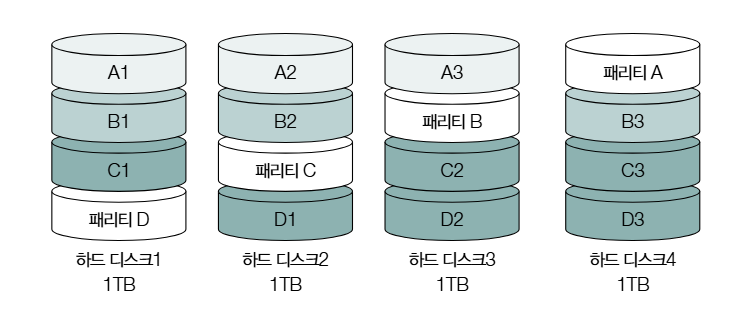 A1 A2 A3 패리티 A
B1 B2 패리티 B B3
C1 패리티 C C2 C3
패리티 D D1 D2 D3
하드 디스크1 하드 디스크2 하드 디스크3 하드 디스크4
1TB 1TB 1TB 1TB